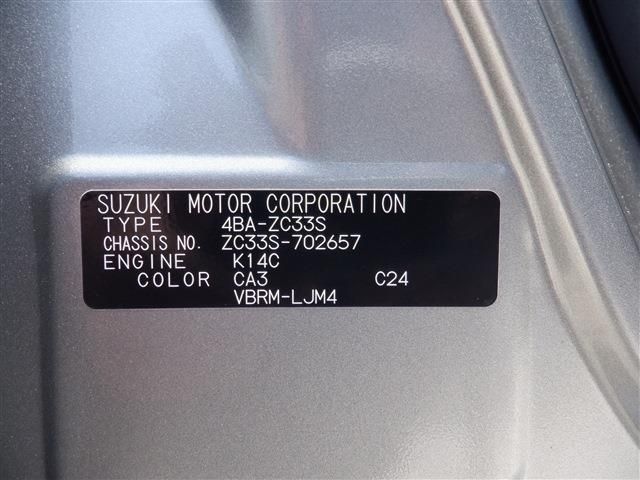 SUZUKI MOTOR CORPORATION
TYPE 4BA-ZC33S
CHASSIS NO. ZC33S-702657
ENGINE K14C
COLOR CA3 C24
VBRM-LJM4